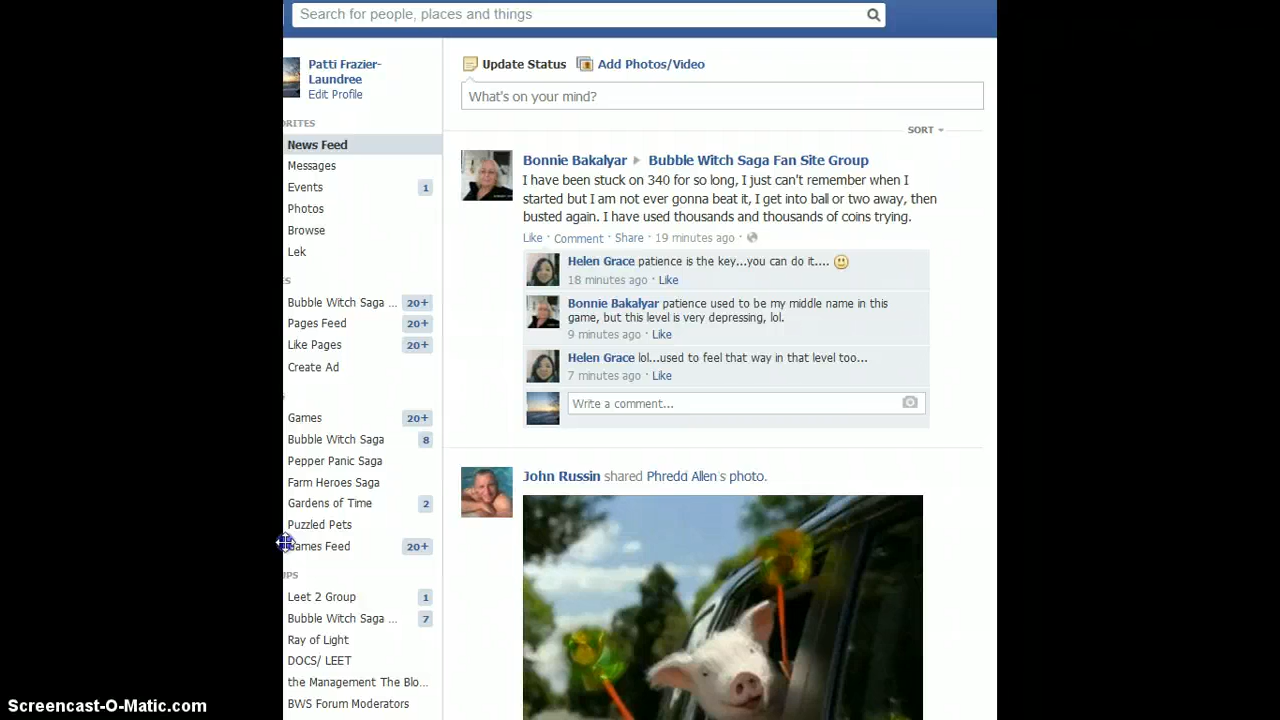 Search for people, places and things
Patti Frazier-
Laundree
Edit Profile
ORITES
News Feed
Messages
Events 1
Photos
Browse
Lek
ES
Bubble Witch Saga ... 20+
Pages Feed 20+
Like Pages 20+
Create Ad
Games 20+
Bubble Witch Saga 8
Pepper Panic Saga
Farm Heroes Saga
Gardens of Time 2
Puzzled Pets
Games Feed 20+
UPS
Leet 2 Group 1
Bubble Witch Saga ... 7
Ray of Light
DOCS/ LEET
the Management The Blo...
BWS Forum Moderators
Update Status Add Photos/Video
What's on your mind?
SORT
Bonnie Bakalyar Bubble Witch Saga Fan Site Group
I have been stuck on 340 for so long, I just can't remember when I
started but I am not ever gonna beat it, I get into ball or two away, then
busted again. I have used thousands and thousands of coins trying.
Like · Comment · Share · 19 minutes ago ·
Helen Grace patience is the key...you can do it....
18 minutes ago · Like
Bonnie Bakalyar patience used to be my middle name in this
game, but this level is very depressing, lol.
9 minutes ago · Like
Helen Grace lol...used to feel that way in that level too...
7 minutes ago · Like
Write a comment...
John Russin shared Phredd Allen's photo.
Screencast-O-Matic.com